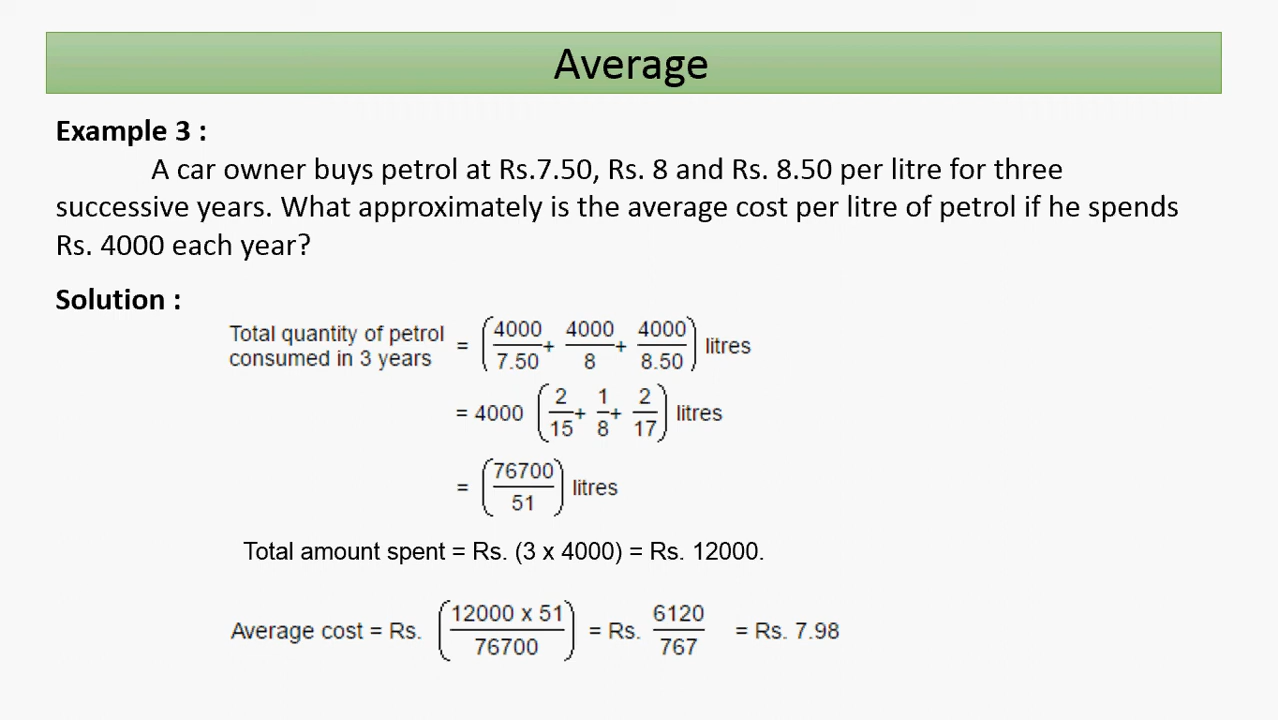 Average
Example 3 :
A car owner buys petrol at Rs.7.50, Rs. 8 and Rs. 8.50 per litre for three
successive years. What approximately is the average cost per litre of petrol if he spends
Rs. 4000 each year?
Solution :
Total quantity of petrol consumed in 3 years = (4000/7.50 + 4000/8 + 4000/8.50) litres
= 4000 (2/15 + 1/8 + 2/17) litres
= (76700/51) litres
Total amount spent = Rs. (3 x 4000) = Rs. 12000.
Average cost = Rs. (12000 x 51/76700) = Rs. 6120/767 = Rs. 7.98